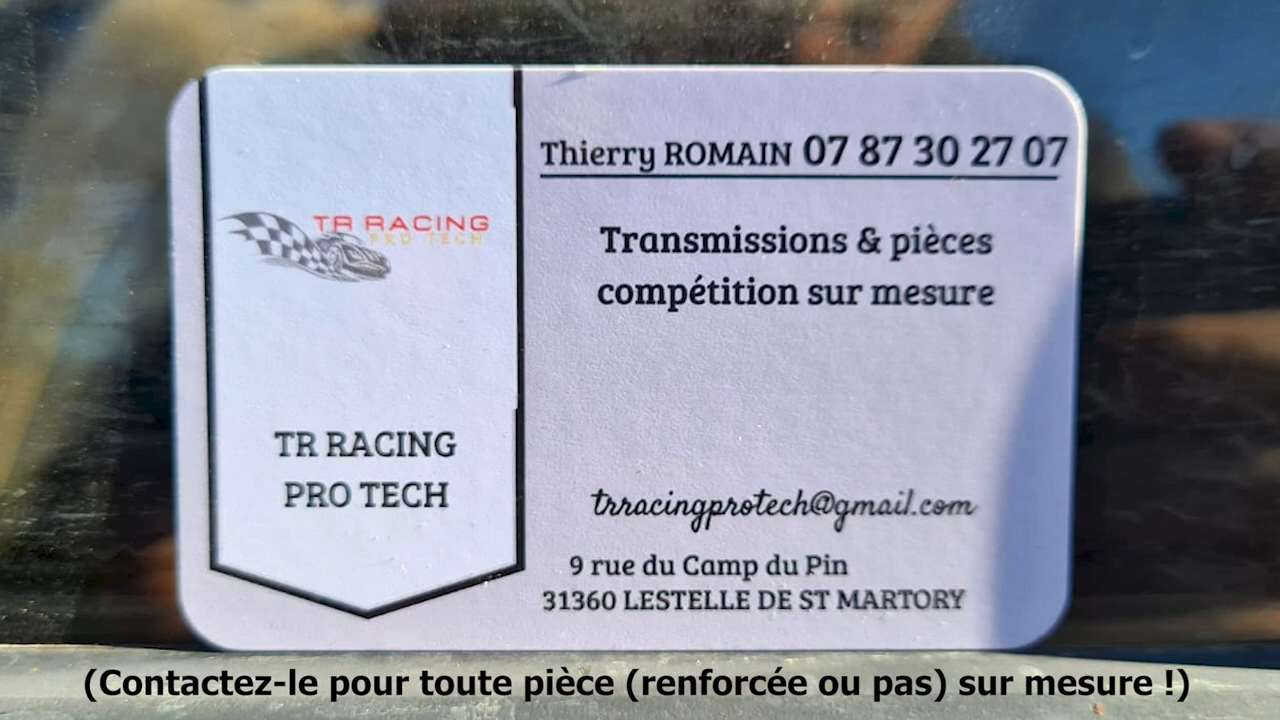 Thierry ROMAIN 07 87 30 27 07
TR RACING
PRO TECH
Transmissions & pièces
compétition sur mesure
TR RACING
PRO TECH
trracingprotech@gmail.com
9 rue du Camp du Pin
31360 LESTELLE DE ST MARTORY
(Contactez-le pour toute pièce (renforcée ou pas) sur mesure !)